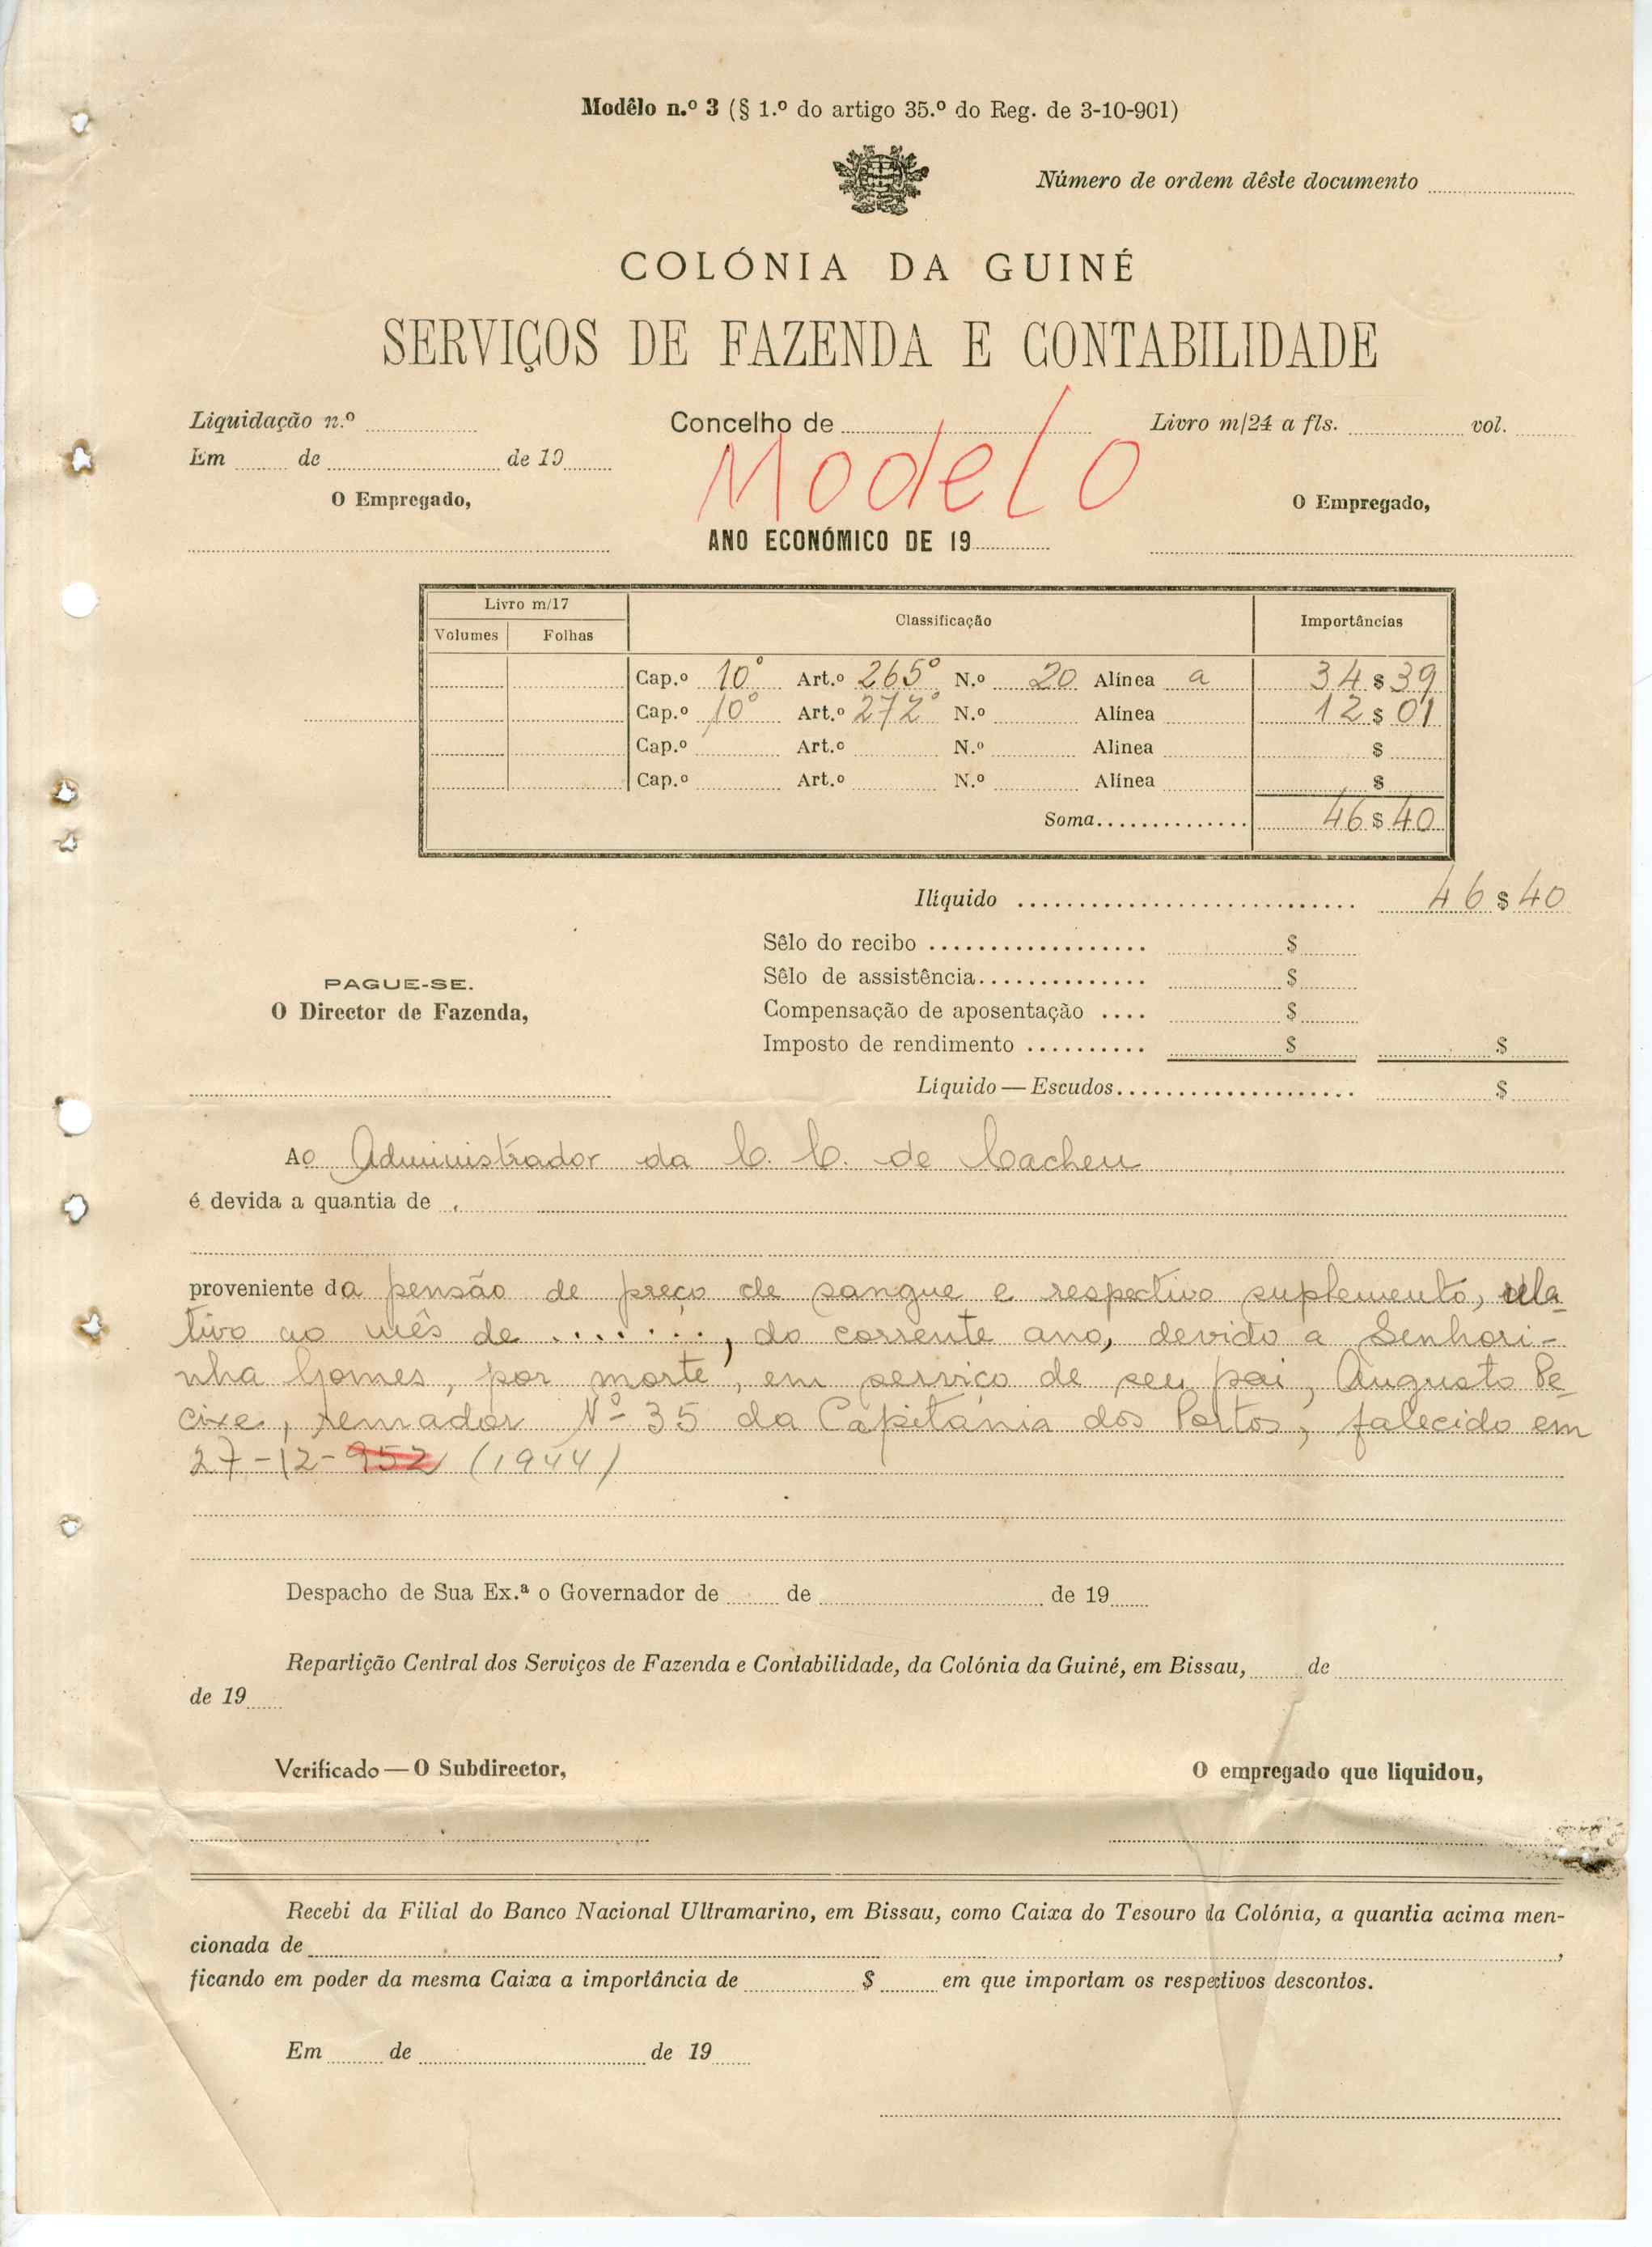 Modêlo n.º 3 (§ 1.º do artigo 35.º do Reg. de 3-10-901)
Número de ordem dêste documento
COLÓNIA DA GUINÉ
SERVIÇOS DE FAZENDA E CONTABILIDADE
Liquidação n.º Concelho de Livro m/24 a fls. vol.
Em de de 19
Modelo
O Empregado, O Empregado,
ANO ECONÓMICO DE 19
Livro m/17 Classificação Importâncias
Volumes Folhas
Cap.º 10º Art.º 265º N.º 20 Alínea a 34 $ 39
Cap.º 10º Art.º 272º N.º Alínea 12 $ 01
Cap.º Art.º N.º Alinea $
Cap.º Art.º N.º Alínea $
Soma 46 $ 40
Ilíquido 46 $ 40
Sêlo do recibo $
Sêlo de assistência $
PAGUE-SE.
O Director de Fazenda,
Compensação de aposentação $
Imposto de rendimento $ $
Líquido — Escudos $
AO Administrador da C. C. de Cacheu
é devida a quantia de
proveniente da pensão de preço de sangue e respectivo suplemento, rela-
tivo ao mês de ......., do corrente ano, devido a Senhori-
nha Gomes, por morte, em serviço de seu pai, Augusto Pe-
cixe, remador Nº 35 da Capitania dos Portos, falecido em
27-12-952 (1944)
Despacho de Sua Ex.ª o Governador de de de 19
Repartição Central dos Serviços de Fazenda e Contabilidade, da Colónia da Guiné, em Bissau, de
de 19
Verificado — O Subdirector, O empregado que liquidou,
Recebi da Filial do Banco Nacional Ultramarino, em Bissau, como Caixa do Tesouro da Colónia, a quantia acima men-
cionada de ,
ficando em poder da mesma Caixa a importância de $ em que importam os respectivos descontos.
Em de de 19